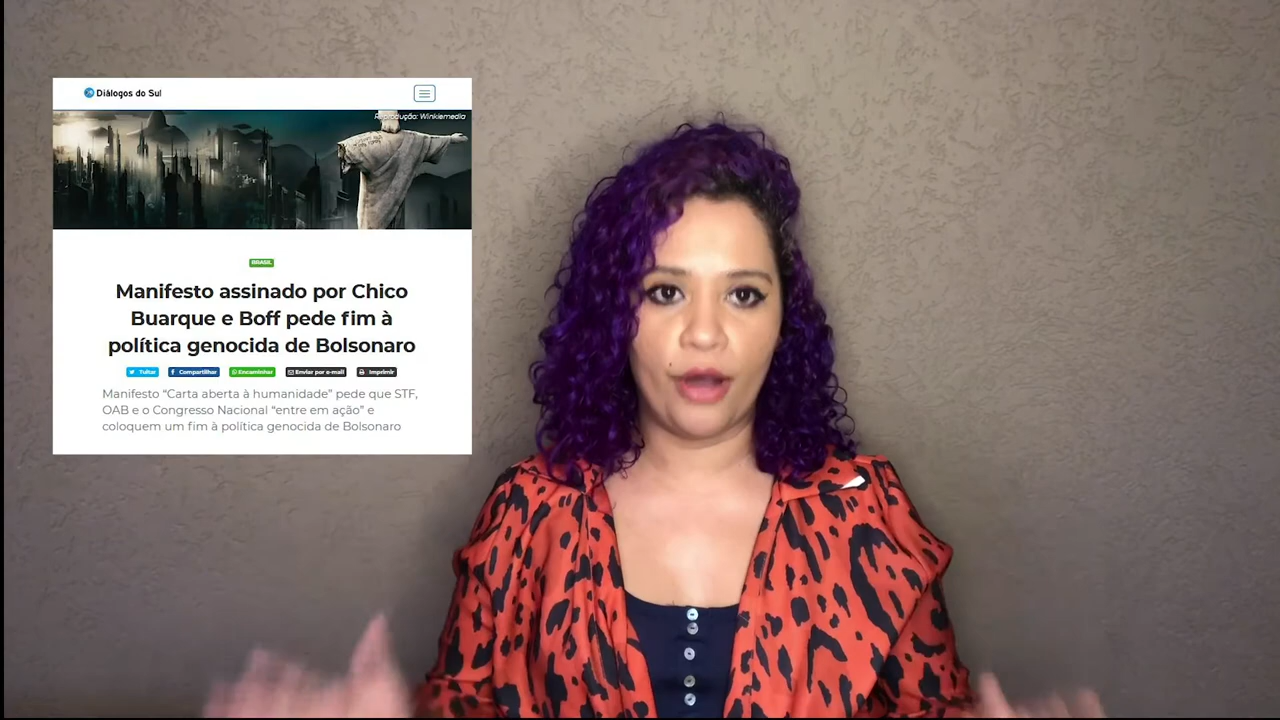 Diálogos do Sul
Reprodução: Winkiemedia
BRASIL
Manifesto assinado por Chico
Buarque e Boff pede fim à
política genocida de Bolsonaro
Tuitar Compartilhar Encaminhar Enviar por e-mail Imprimir
Manifesto “Carta aberta à humanidade” pede que STF,
OAB e o Congresso Nacional “entre em ação” e
coloquem um fim à política genocida de Bolsonaro